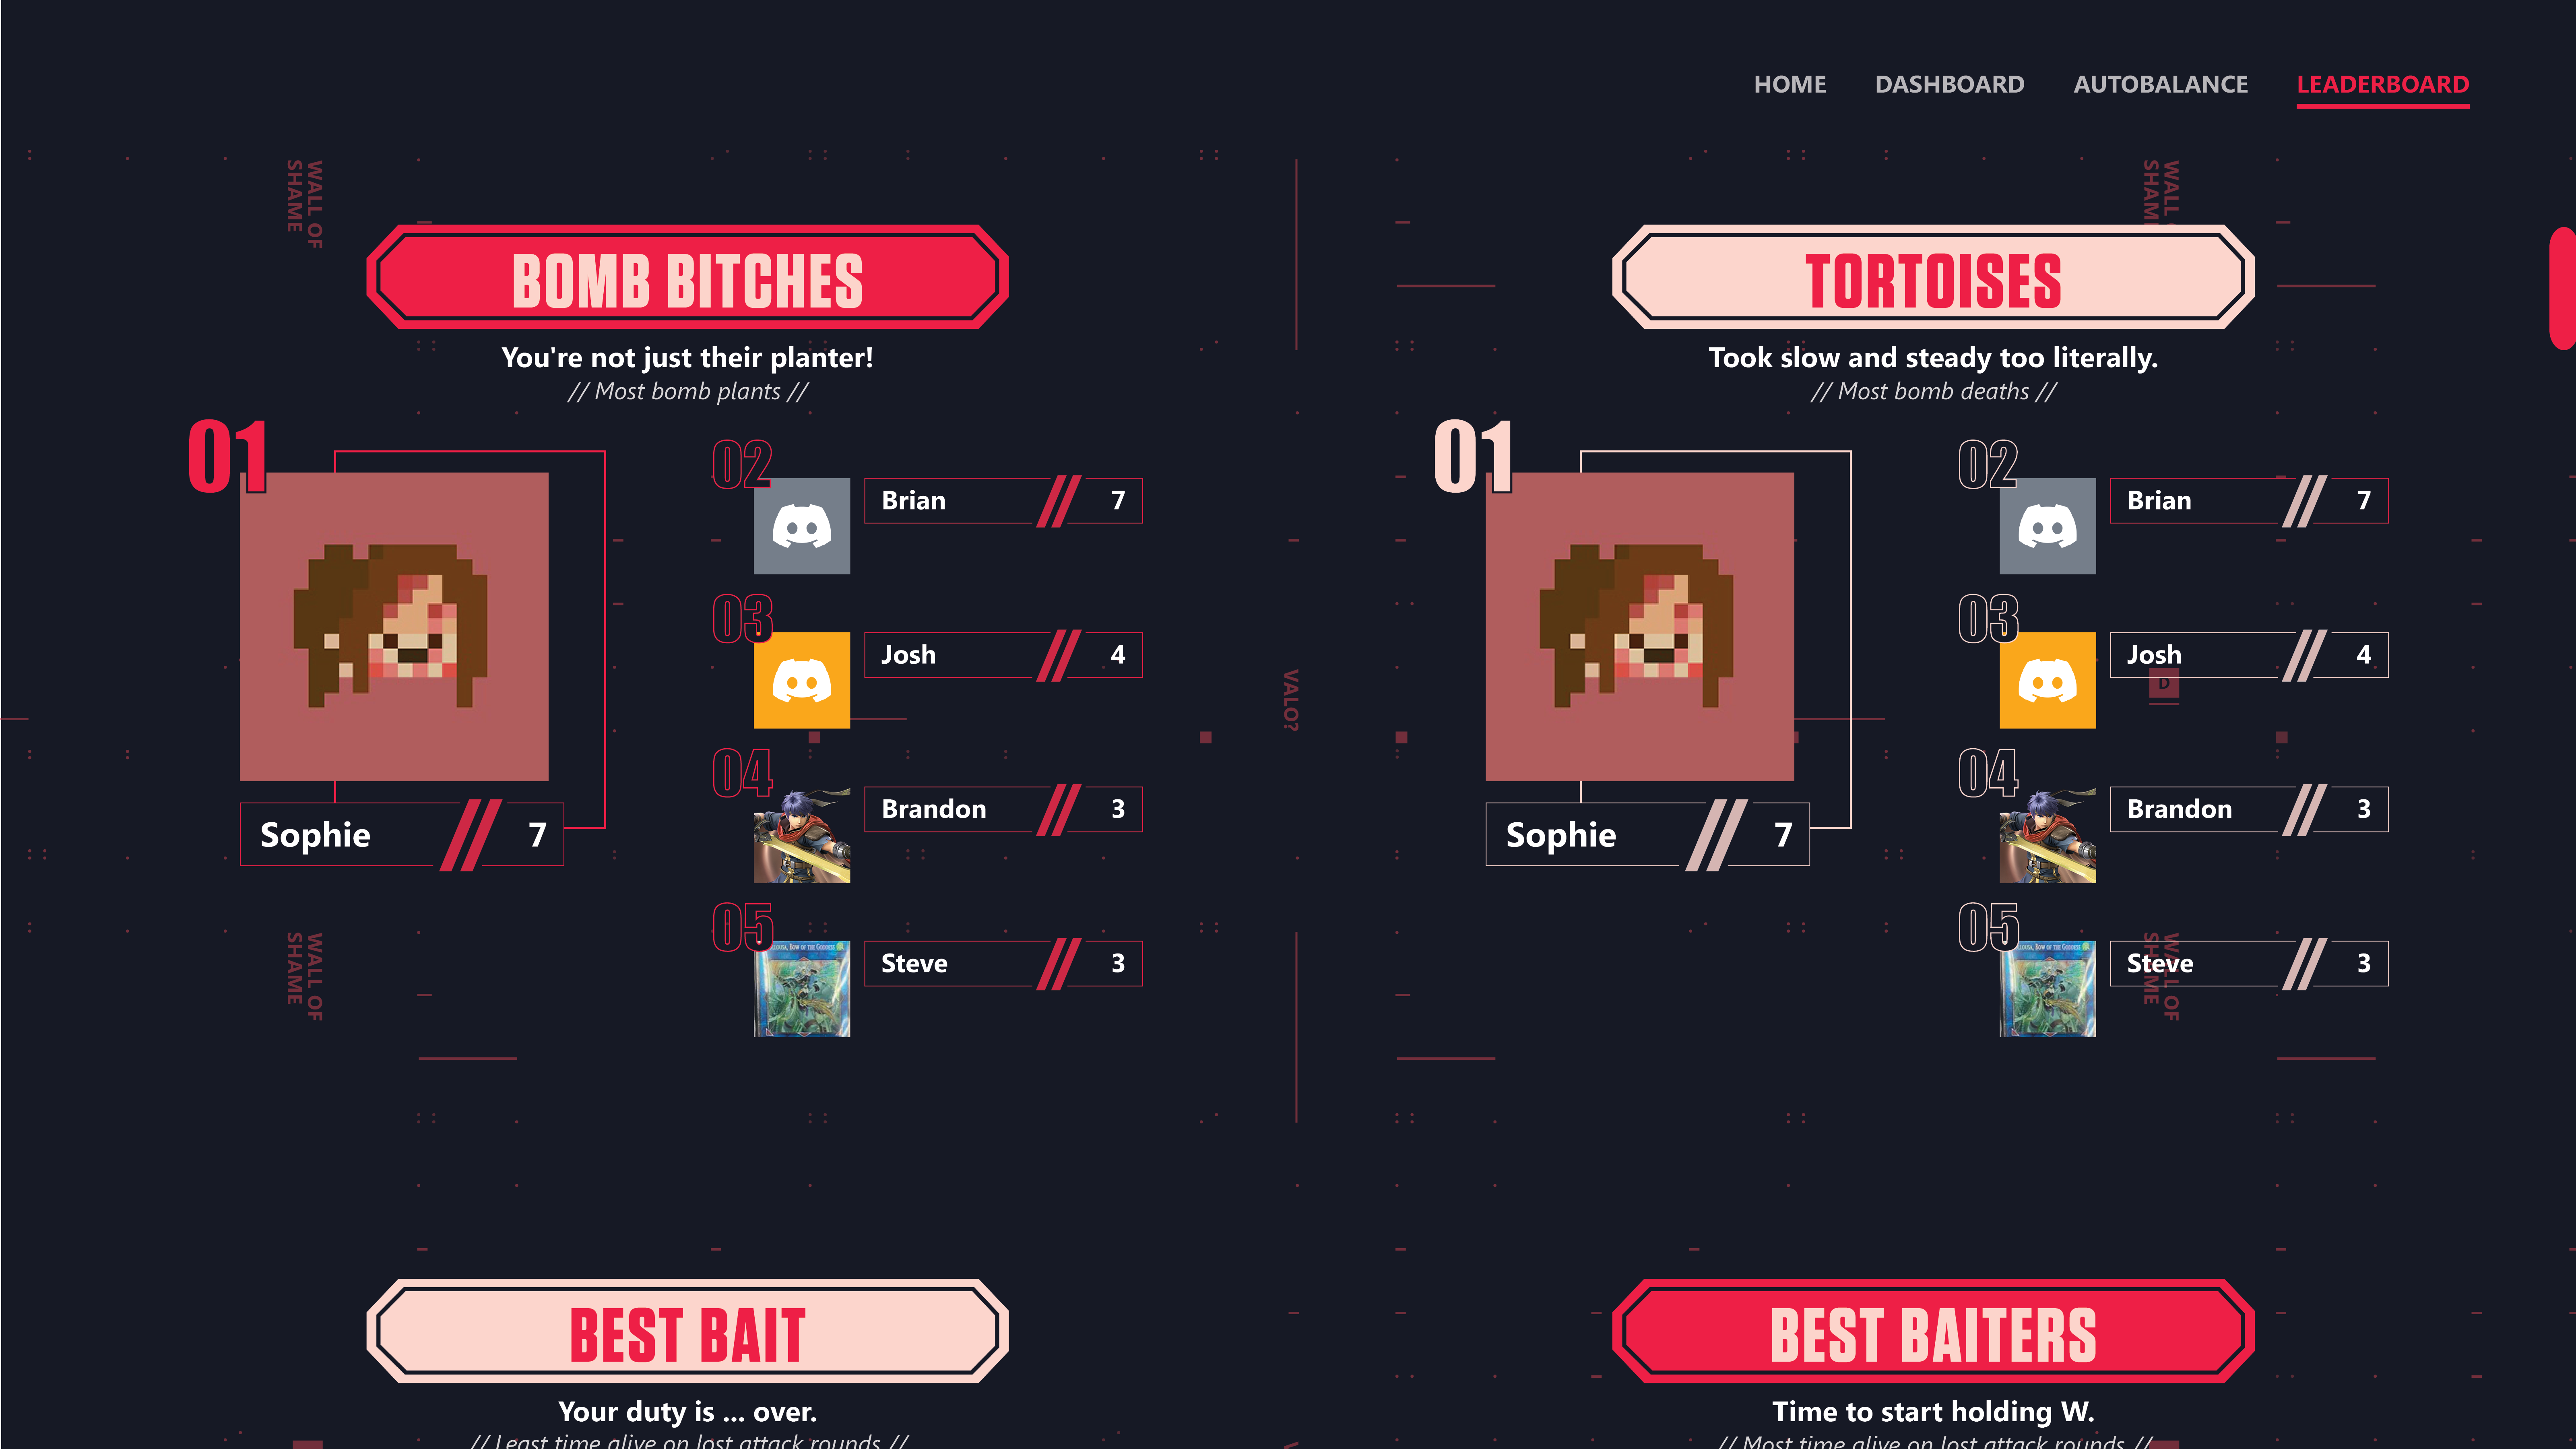 HOME DASHBOARD AUTOBALANCE LEADERBOARD
WALL OF
SHAME
WALL
SHAME
BOMB BITCHES
You're not just their planter!
// Most bomb plants //
01
Sophie // 7
02
Brian // 7
03
Josh // 4
04
Brandon // 3
05
Steve // 3
WALL OF
SHAME
VALO?
TORTOISES
Took slow and steady too literally.
// Most bomb deaths //
01
Sophie // 7
02
Brian // 7
03
Josh // 4
D
04
Brandon // 3
05
Steve // 3
WALL OF
SHAME
BEST BAIT
Your duty is ... over.
// Least time alive on lost attack rounds //
BEST BAITERS
Time to start holding W.
// Most time alive on lost attack rounds //